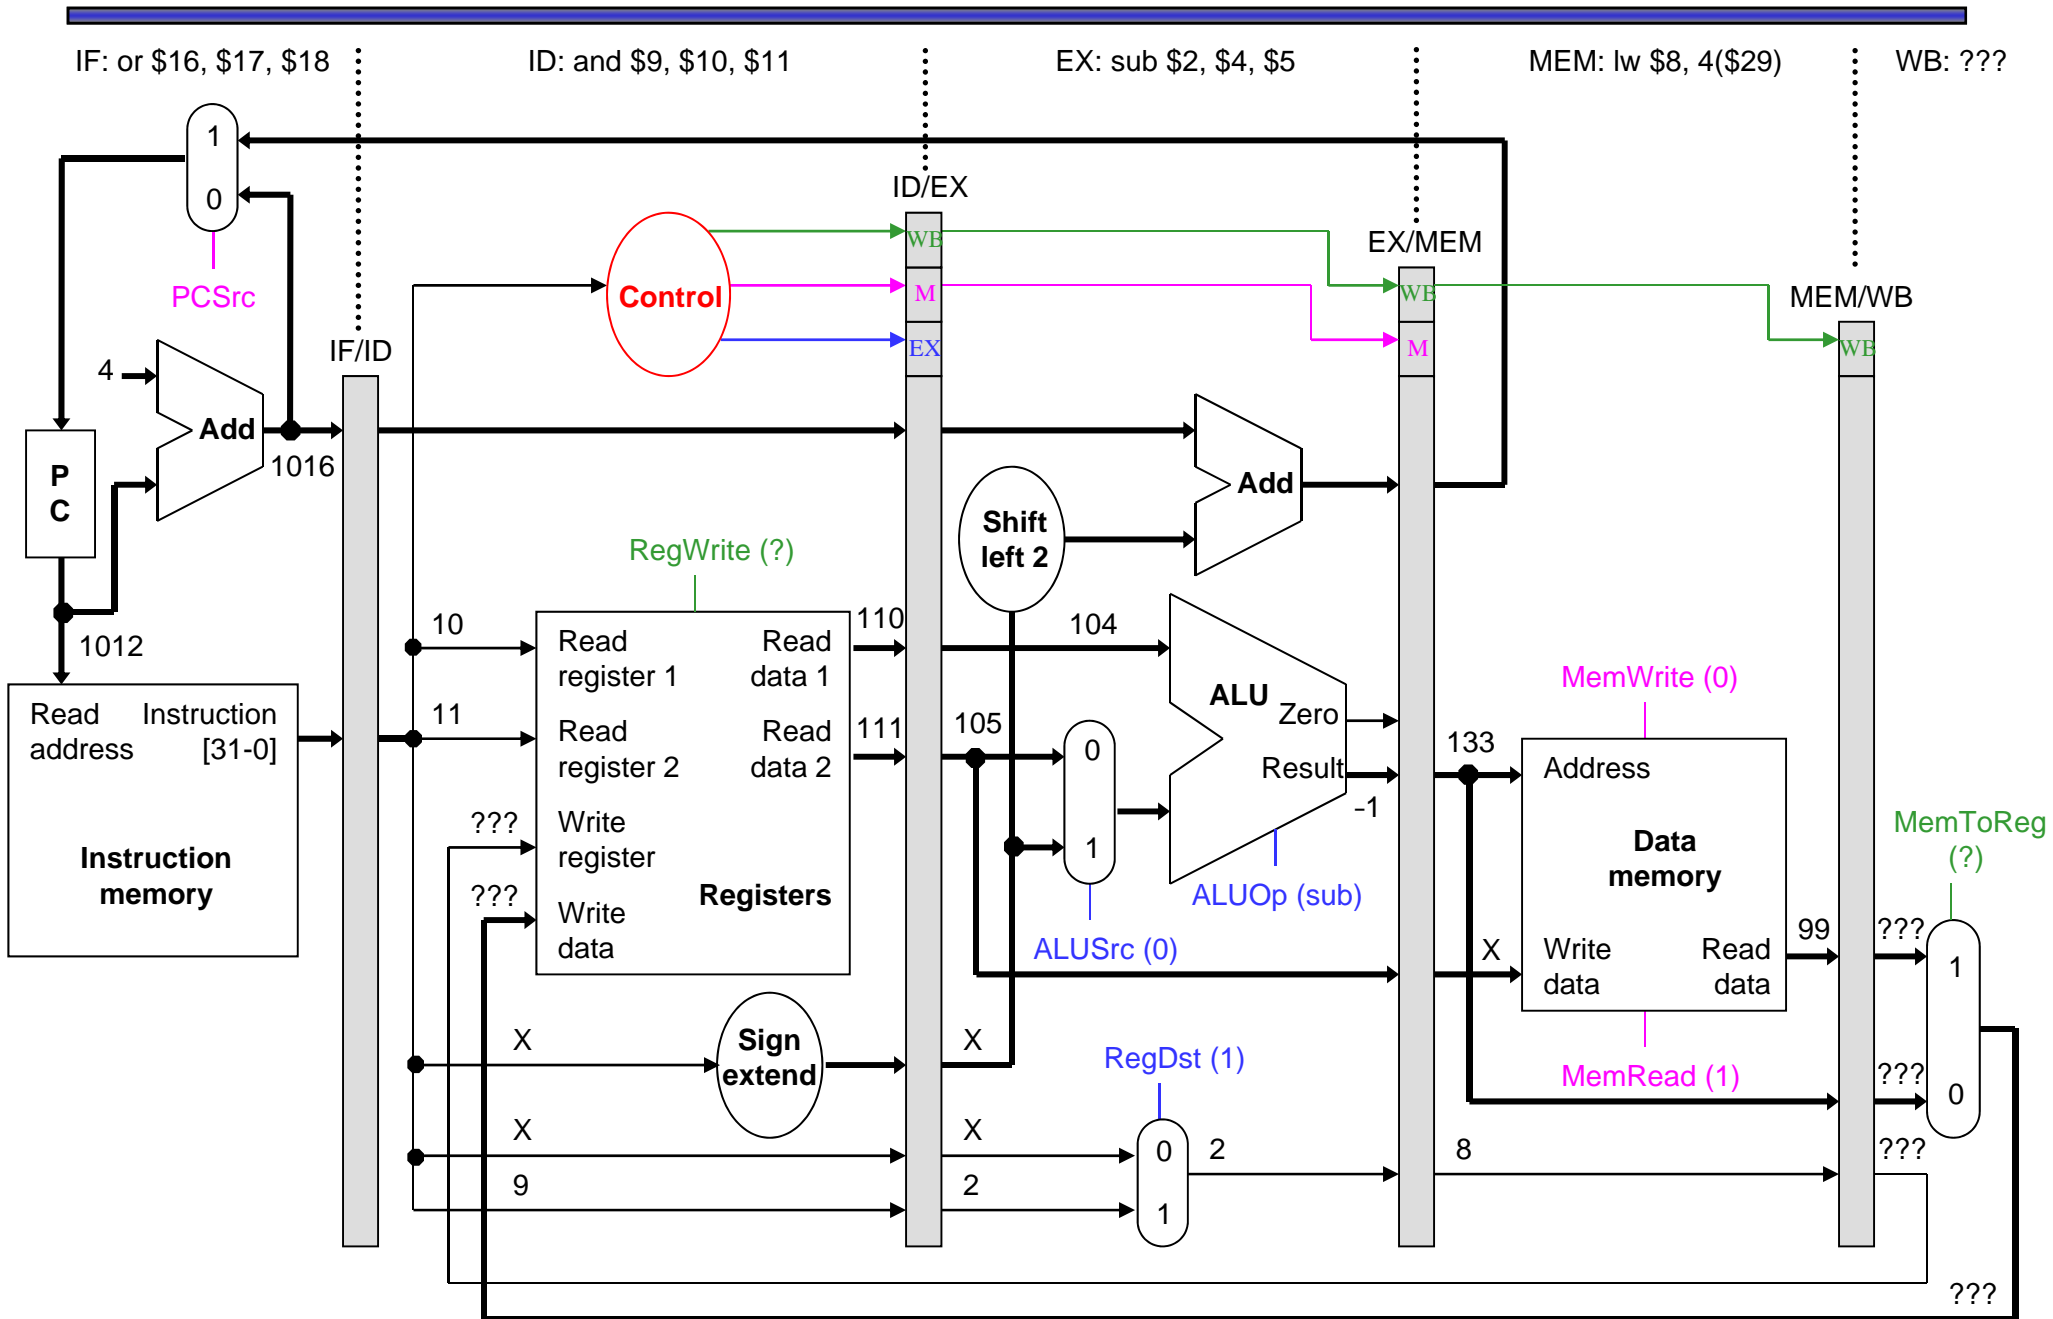 IF: or $16, $17, $18
ID: and $9, $10, $11
EX: sub $2, $4, $5
MEM: lw $8, 4($29)
WB: ???
1
0
PCSrc
4
Add
1016
P
C
1012
Read
address
Instruction
[31-0]
Instruction
memory
IF/ID
Control
RegWrite (?)
10
11
???
???
Read
register 1
Read
data 1
Read
register 2
Read
data 2
Write
register
Write
data
Registers
110
111
X
Sign
extend
X
9
ID/EX
WB
M
EX
Shift
left 2
Add
104
105
0
1
ALUSrc (0)
ALU
Zero
Result
-1
ALUOp (sub)
X
X
2
RegDst (1)
0
1
2
EX/MEM
WB
M
133
X
8
MemWrite (0)
Address
Data
memory
Write
data
Read
data
MemRead (1)
99
MEM/WB
WB
MemToReg
(?)
???
1
???
0
???
???